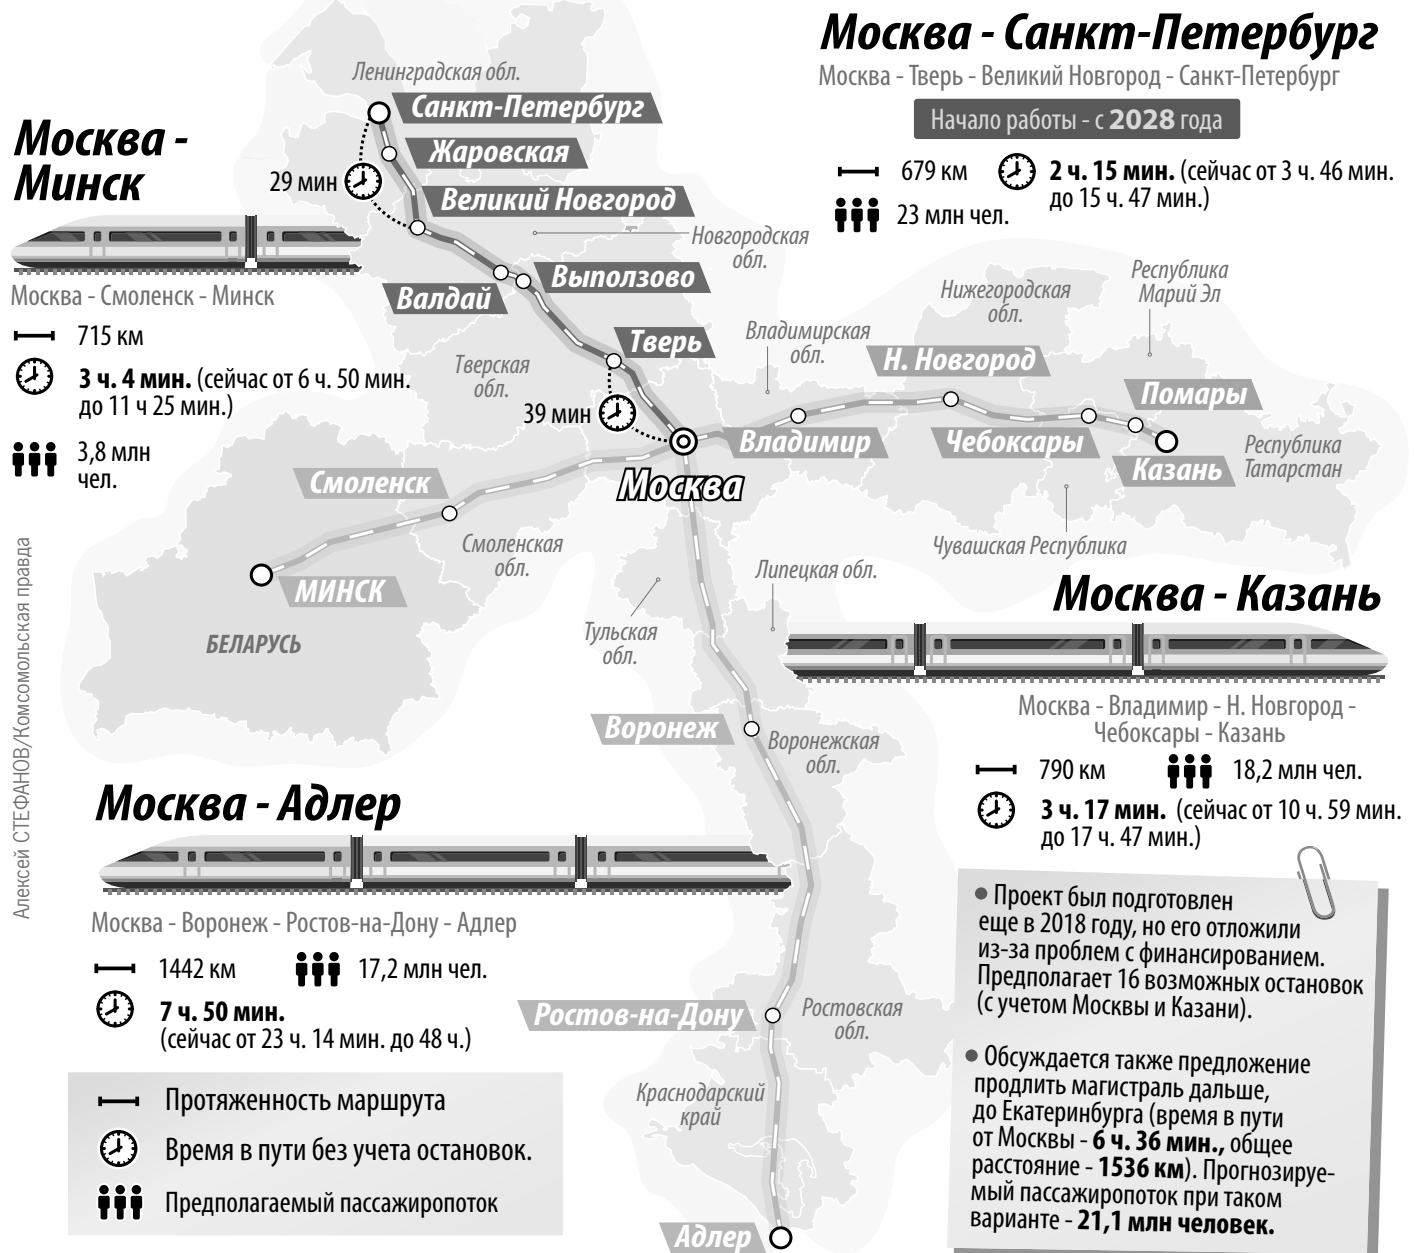 Москва - Санкт-Петербург
Москва - Тверь - Великий Новгород - Санкт-Петербург
Начало работы - с 2028 года
679 км
2 ч. 15 мин. (сейчас от 3 ч. 46 мин.
до 15 ч. 47 мин.)
23 млн чел.
Москва -
Минск
Москва - Смоленск - Минск
715 км
3 ч. 4 мин. (сейчас от 6 ч. 50 мин.
до 11 ч 25 мин.)
3,8 млн
чел.
Ленинградская обл.
Санкт-Петербург
Жаровская
29 мин
Великий Новгород
Новгородская
обл.
Выползово
Валдай
Тверь
Тверская
обл.
39 мин
Москва
Владимирская
обл.
Нижегородская
обл.
Республика
Марий Эл
Н. Новгород
Помары
Владимир
Чебоксары
Казань
Республика
Татарстан
Чувашская Республика
Смоленск
Смоленская
обл.
МИНСК
БЕЛАРУСЬ
Тульская
обл.
Липецкая обл.
Воронеж
Воронежская
обл.
Ростов-на-Дону
Ростовская
обл.
Краснодарский
край
Адлер
Москва - Казань
Москва - Владимир - Н. Новгород -
Чебоксары - Казань
790 км
18,2 млн чел.
3 ч. 17 мин. (сейчас от 10 ч. 59 мин.
до 17 ч. 47 мин.)
Москва - Адлер
Москва - Воронеж - Ростов-на-Дону - Адлер
1442 км
17,2 млн чел.
7 ч. 50 мин.
(сейчас от 23 ч. 14 мин. до 48 ч.)
Протяженность маршрута
Время в пути без учета остановок.
Предполагаемый пассажиропоток
● Проект был подготовлен
еще в 2018 году, но его отложили
из-за проблем с финансированием.
Предполагает 16 возможных остановок
(с учетом Москвы и Казани).
● Обсуждается также предложение
продлить магистраль дальше,
до Екатеринбурга (время в пути
от Москвы - 6 ч. 36 мин., общее
расстояние - 1536 км). Прогнозируе-
мый пассажиропоток при таком
варианте - 21,1 млн человек.
Алексей СТЕФАНОВ/Комсомольская правда